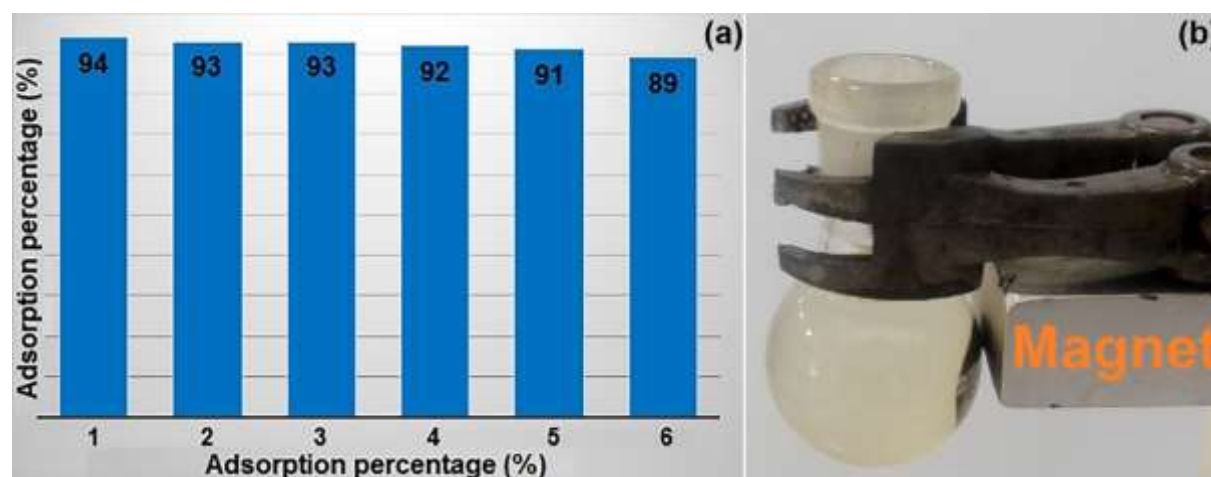 Adsorption percentage (%)
94
93
93
92
91
89
1
2
3
4
5
6
Adsorption percentage (%)
(a)
(b)
Magnet